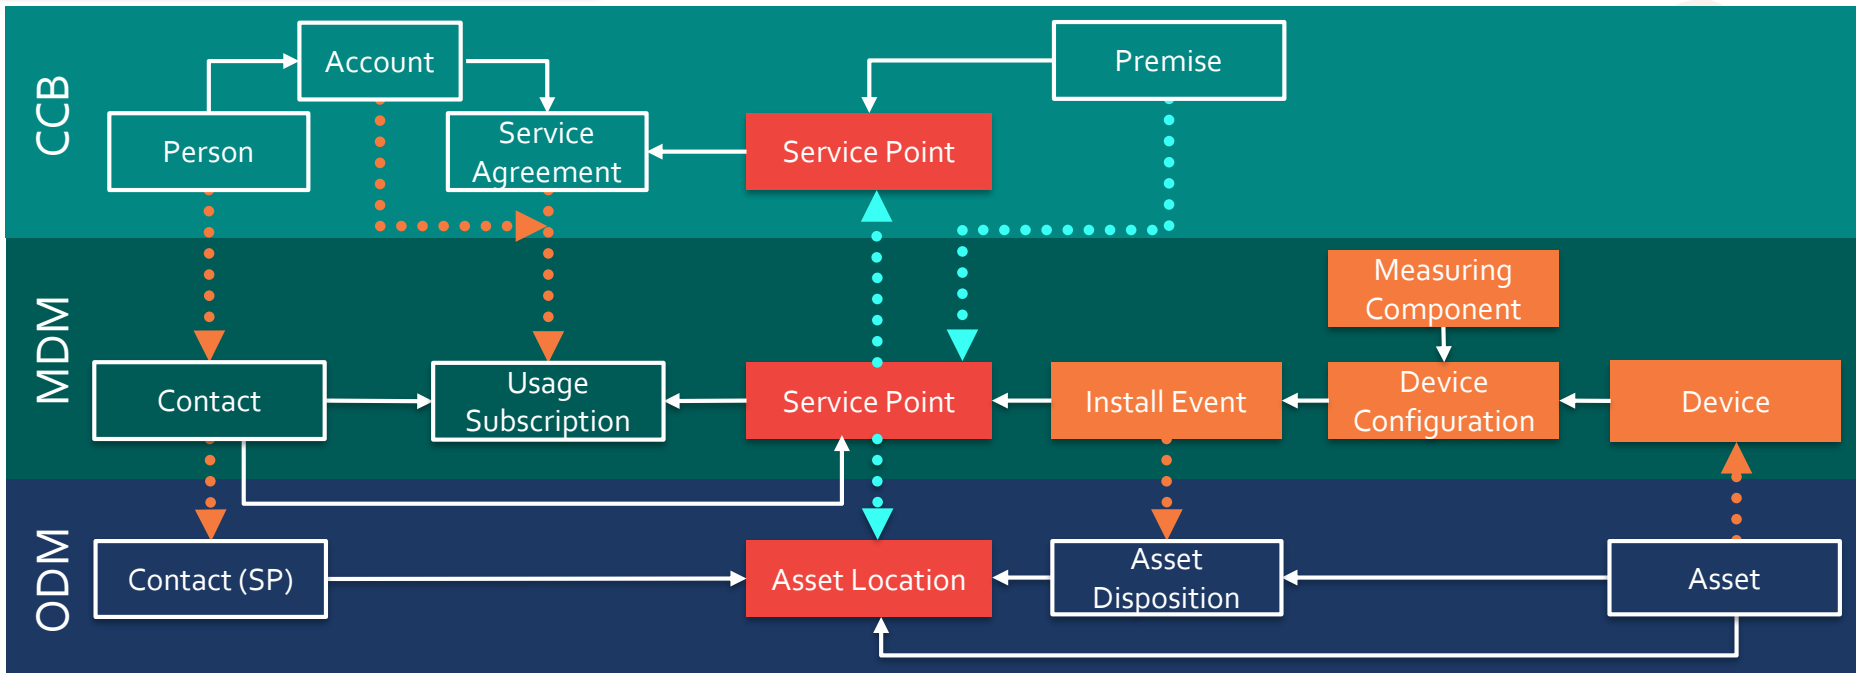 CCB
Account
Premise
Person
Service
Agreement
Service Point
MDM
Measuring
Component
Contact
Usage
Subscription
Service Point
Install Event
Device
Configuration
Device
ODM
Contact (SP)
Asset Location
Asset
Disposition
Asset